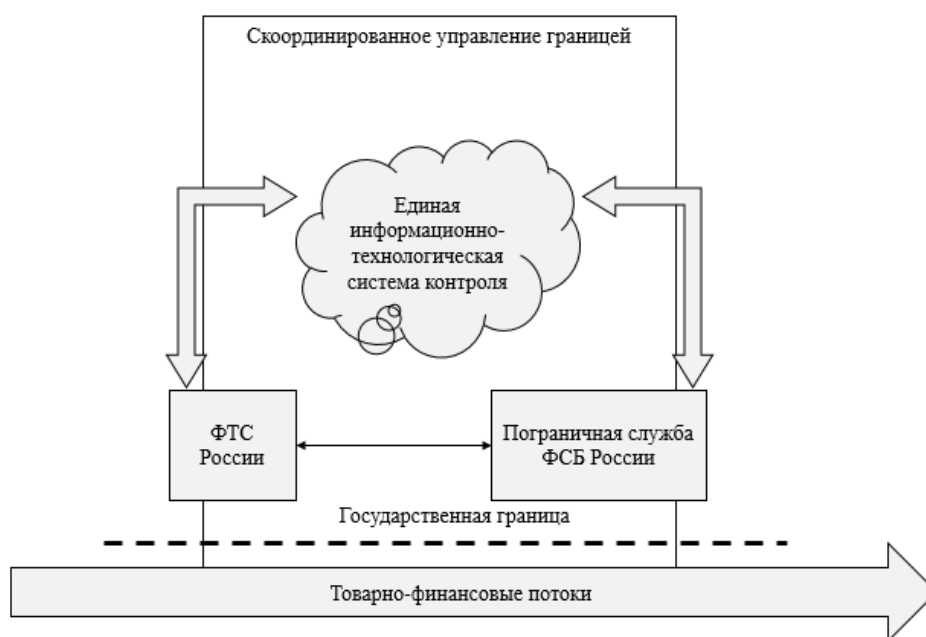 Скоординированное управление границей
Единая
информационно-
технологическая
система контроля
ФТС
России
Пограничная служба
ФСБ России
Государственная граница
Товарно-финансовые потоки